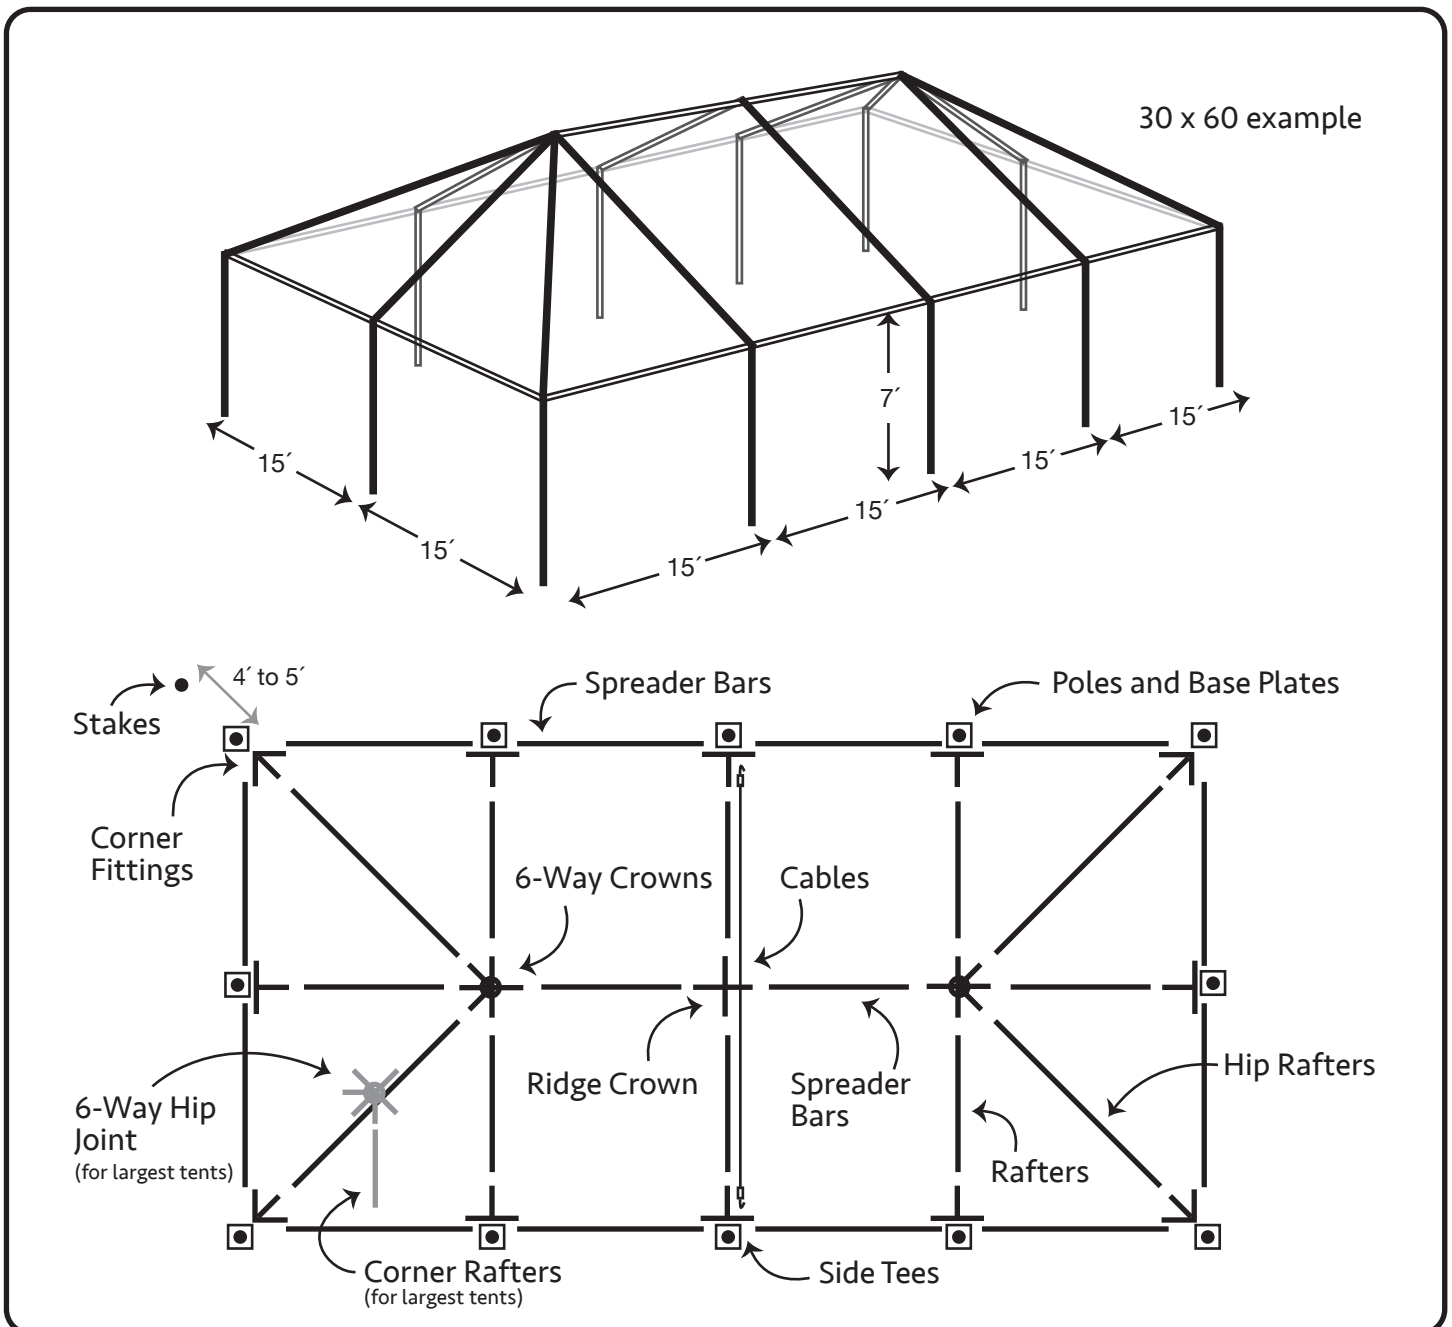 30 x 60 example
7´
15´
15´
15´
15´
15´
15´
4´ to 5´
Stakes
Spreader Bars
Poles and Base Plates
Corner
Fittings
6-Way Crowns
Cables
6-Way Hip
Joint
(for largest tents)
Ridge Crown
Spreader
Bars
Hip Rafters
Rafters
Corner Rafters
(for largest tents)
Side Tees